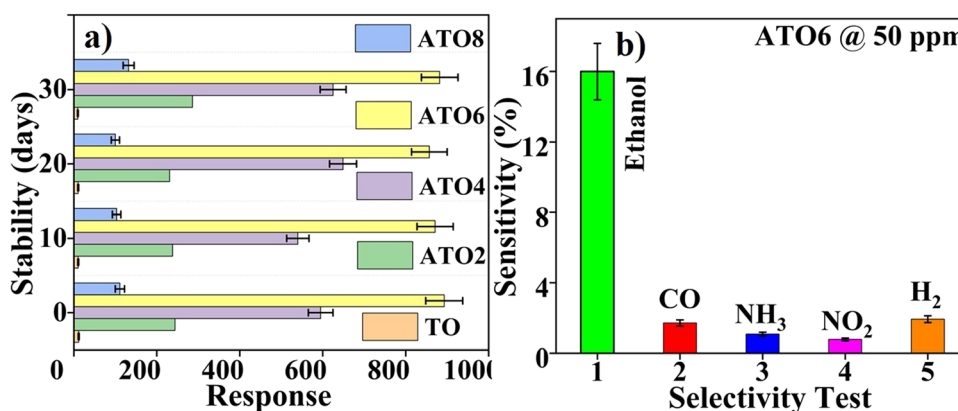 a)
ATO8
ATO6
ATO4
ATO2
TO
Stability (days)
30
20
10
0
0 200 400 600 800 1000
Response
b)
ATO6 @ 50 ppm
Sensitivity (%)
16
12
8
4
0
Ethanol
CO
NH₃
NO₂
H₂
1 2 3 4 5
Selectivity Test